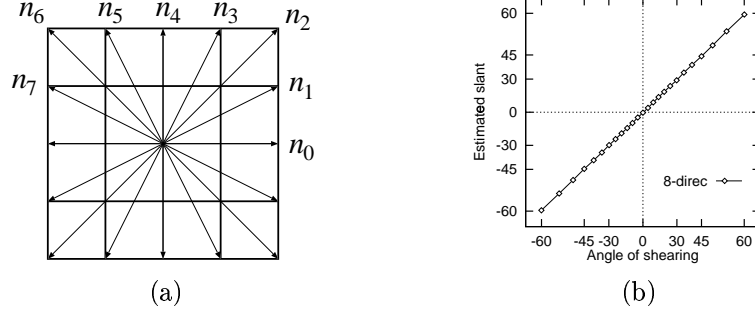 n6 n5 n4 n3 n2
n7
n1
n0
(a)
Estimated slant
60
45
30
0
-30
-45
-60
8-direc
-60 -45 -30 0 30 45 60
Angle of shearing
(b)